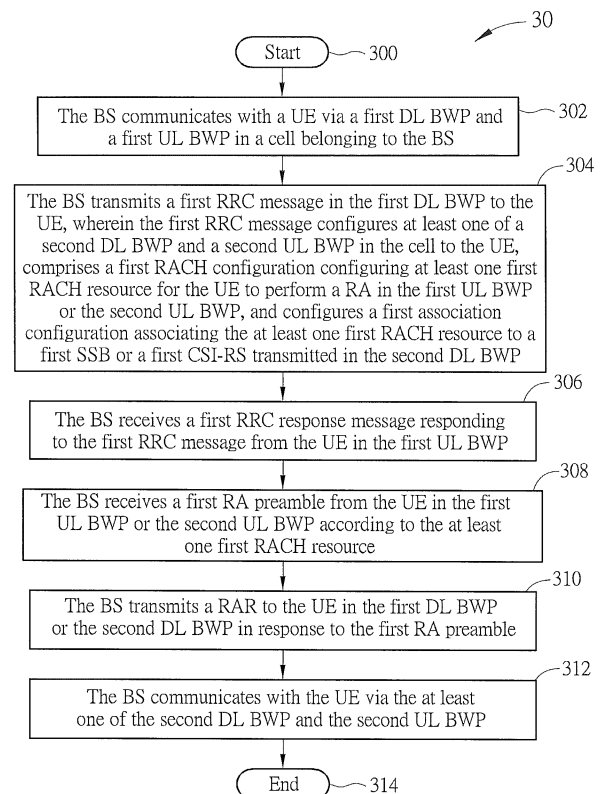 30
Start
300
The BS communicates with a UE via a first DL BWP and
a first UL BWP in a cell belonging to the BS
302
304
The BS transmits a first RRC message in the first DL BWP to the
UE, wherein the first RRC message configures at least one of a
second DL BWP and a second UL BWP in the cell to the UE,
comprises a first RACH configuration configuring at least one first
RACH resource for the UE to perform a RA in the first UL BWP
or the second UL BWP, and configures a first association
configuration associating the at least one first RACH resource to a
first SSB or a first CSI-RS transmitted in the second DL BWP
306
The BS receives a first RRC response message responding
to the first RRC message from the UE in the first UL BWP
308
The BS receives a first RA preamble from the UE in the first
UL BWP or the second UL BWP according to the at least
one first RACH resource
310
The BS transmits a RAR to the UE in the first DL BWP
or the second DL BWP in response to the first RA preamble
312
The BS communicates with the UE via the at least
one of the second DL BWP and the second UL BWP
End
314